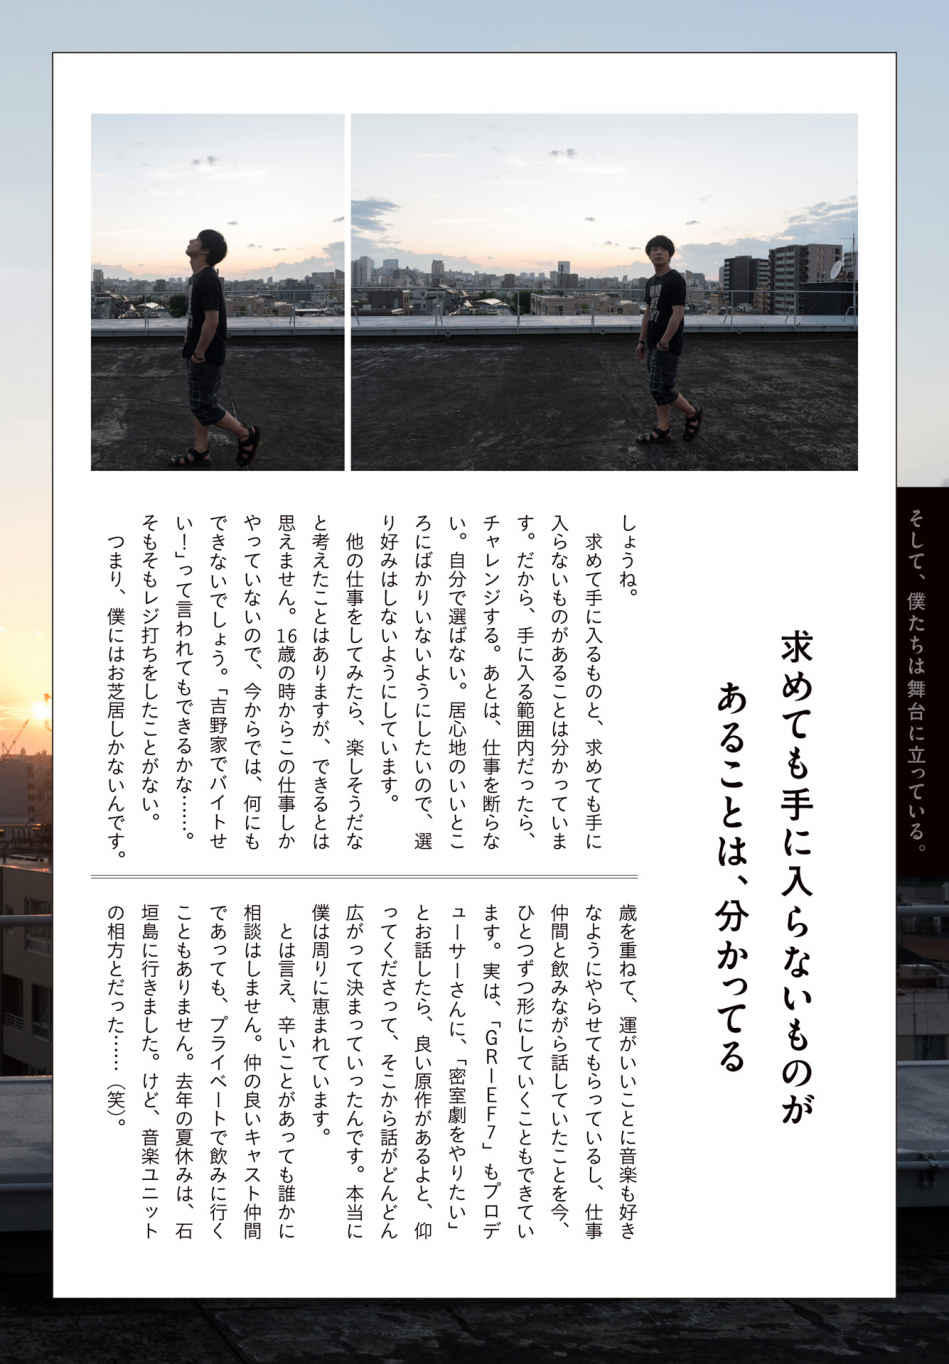 そして、僕たちは舞台に立っている。
求めても手に入らないものが
あることは、分かってる
しょうね。
求めて手に入るものと、求めても手に
入らないものがあることは分かっていま
す。だから、手に入る範囲内だったら、
チャレンジする。あとは、仕事を断らな
い。自分で選ばない。居心地のいいとこ
ろにばかりいないようにしたいので、選
り好みはしないようにしています。
他の仕事をしてみたら、楽しそうだな
と考えたことはありますが、できるとは
思えません。16歳の時からこの仕事しか
やっていないので、今からでは、何にも
できないでしょう。「吉野家でバイトせ
い！」って言われてもできるかな……。
そもそもレジ打ちをしたことがない。
つまり、僕にはお芝居しかないんです。
歳を重ねて、運がいいことに音楽も好き
なようにやらせてもらっているし、仕事
仲間と飲みながら話していたことを今、
ひとつずつ形にしていくこともできてい
ます。実は、「GRIEF7」もプロデ
ューサーさんに、「密室劇をやりたい」
とお話したら、良い原作があるよと、仰
ってくださって、そこから話がどんどん
広がって決まっていったんです。本当に
僕は周りに恵まれています。
とは言え、辛いことがあっても誰かに
相談はしません。仲の良いキャスト仲間
であっても、プライベートで飲みに行く
こともありません。去年の夏休みは、石
垣島に行きました。けど、音楽ユニット
の相方とだった……（笑）。